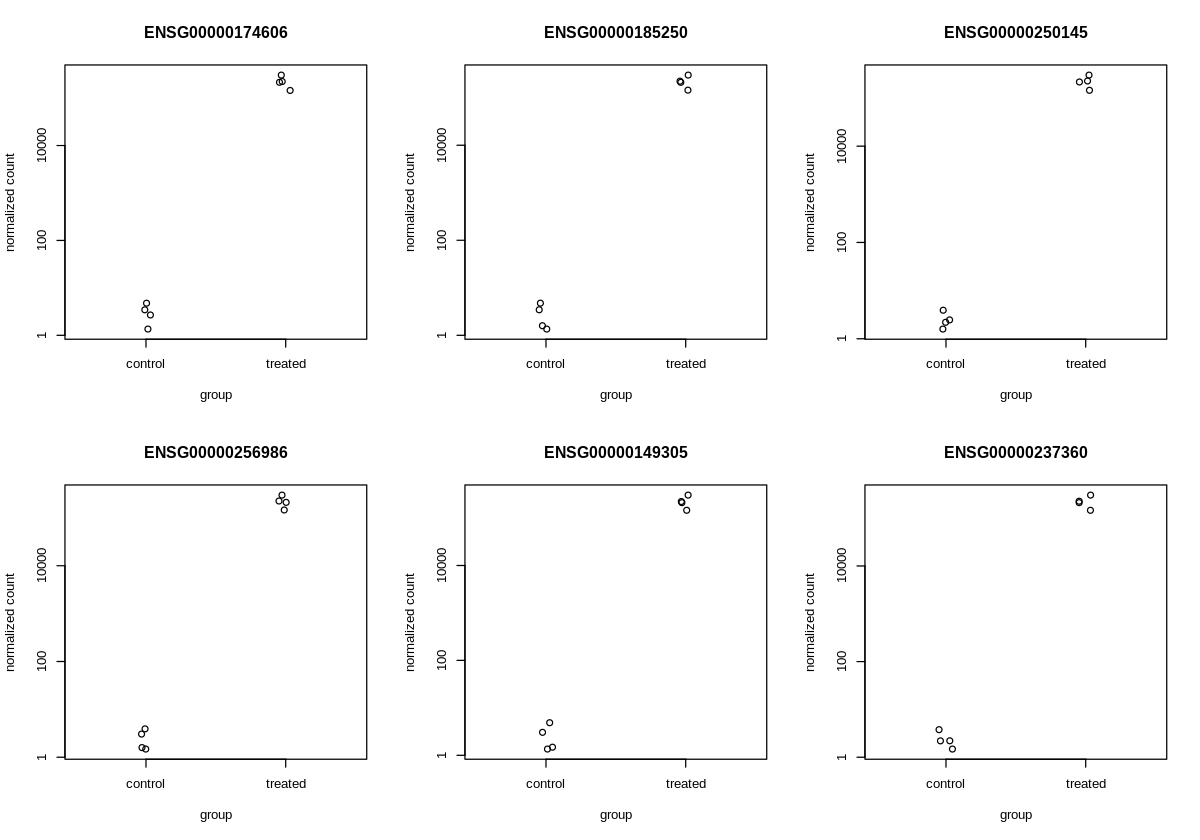 ENSG00000174606
normalized count
10000
100
1
control treated
group
ENSG00000185250
normalized count
10000
100
1
control treated
group
ENSG00000250145
normalized count
10000
100
1
control treated
group
ENSG00000256986
normalized count
10000
100
1
control treated
group
ENSG00000149305
normalized count
10000
100
1
control treated
group
ENSG00000237360
normalized count
10000
100
1
control treated
group